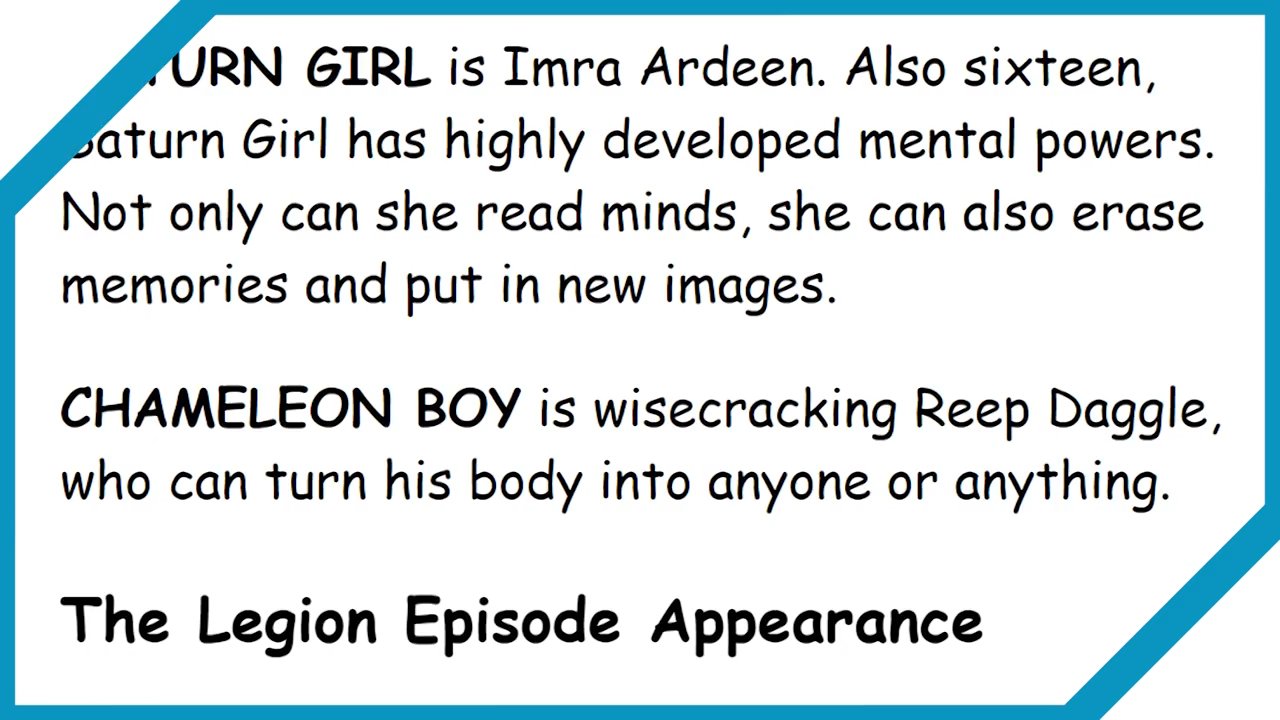 TURN GIRL is Imra Ardeen. Also sixteen,
Saturn Girl has highly developed mental powers.
Not only can she read minds, she can also erase
memories and put in new images.
CHAMELEON BOY is wisecracking Reep Daggle,
who can turn his body into anyone or anything.
The Legion Episode Appearance